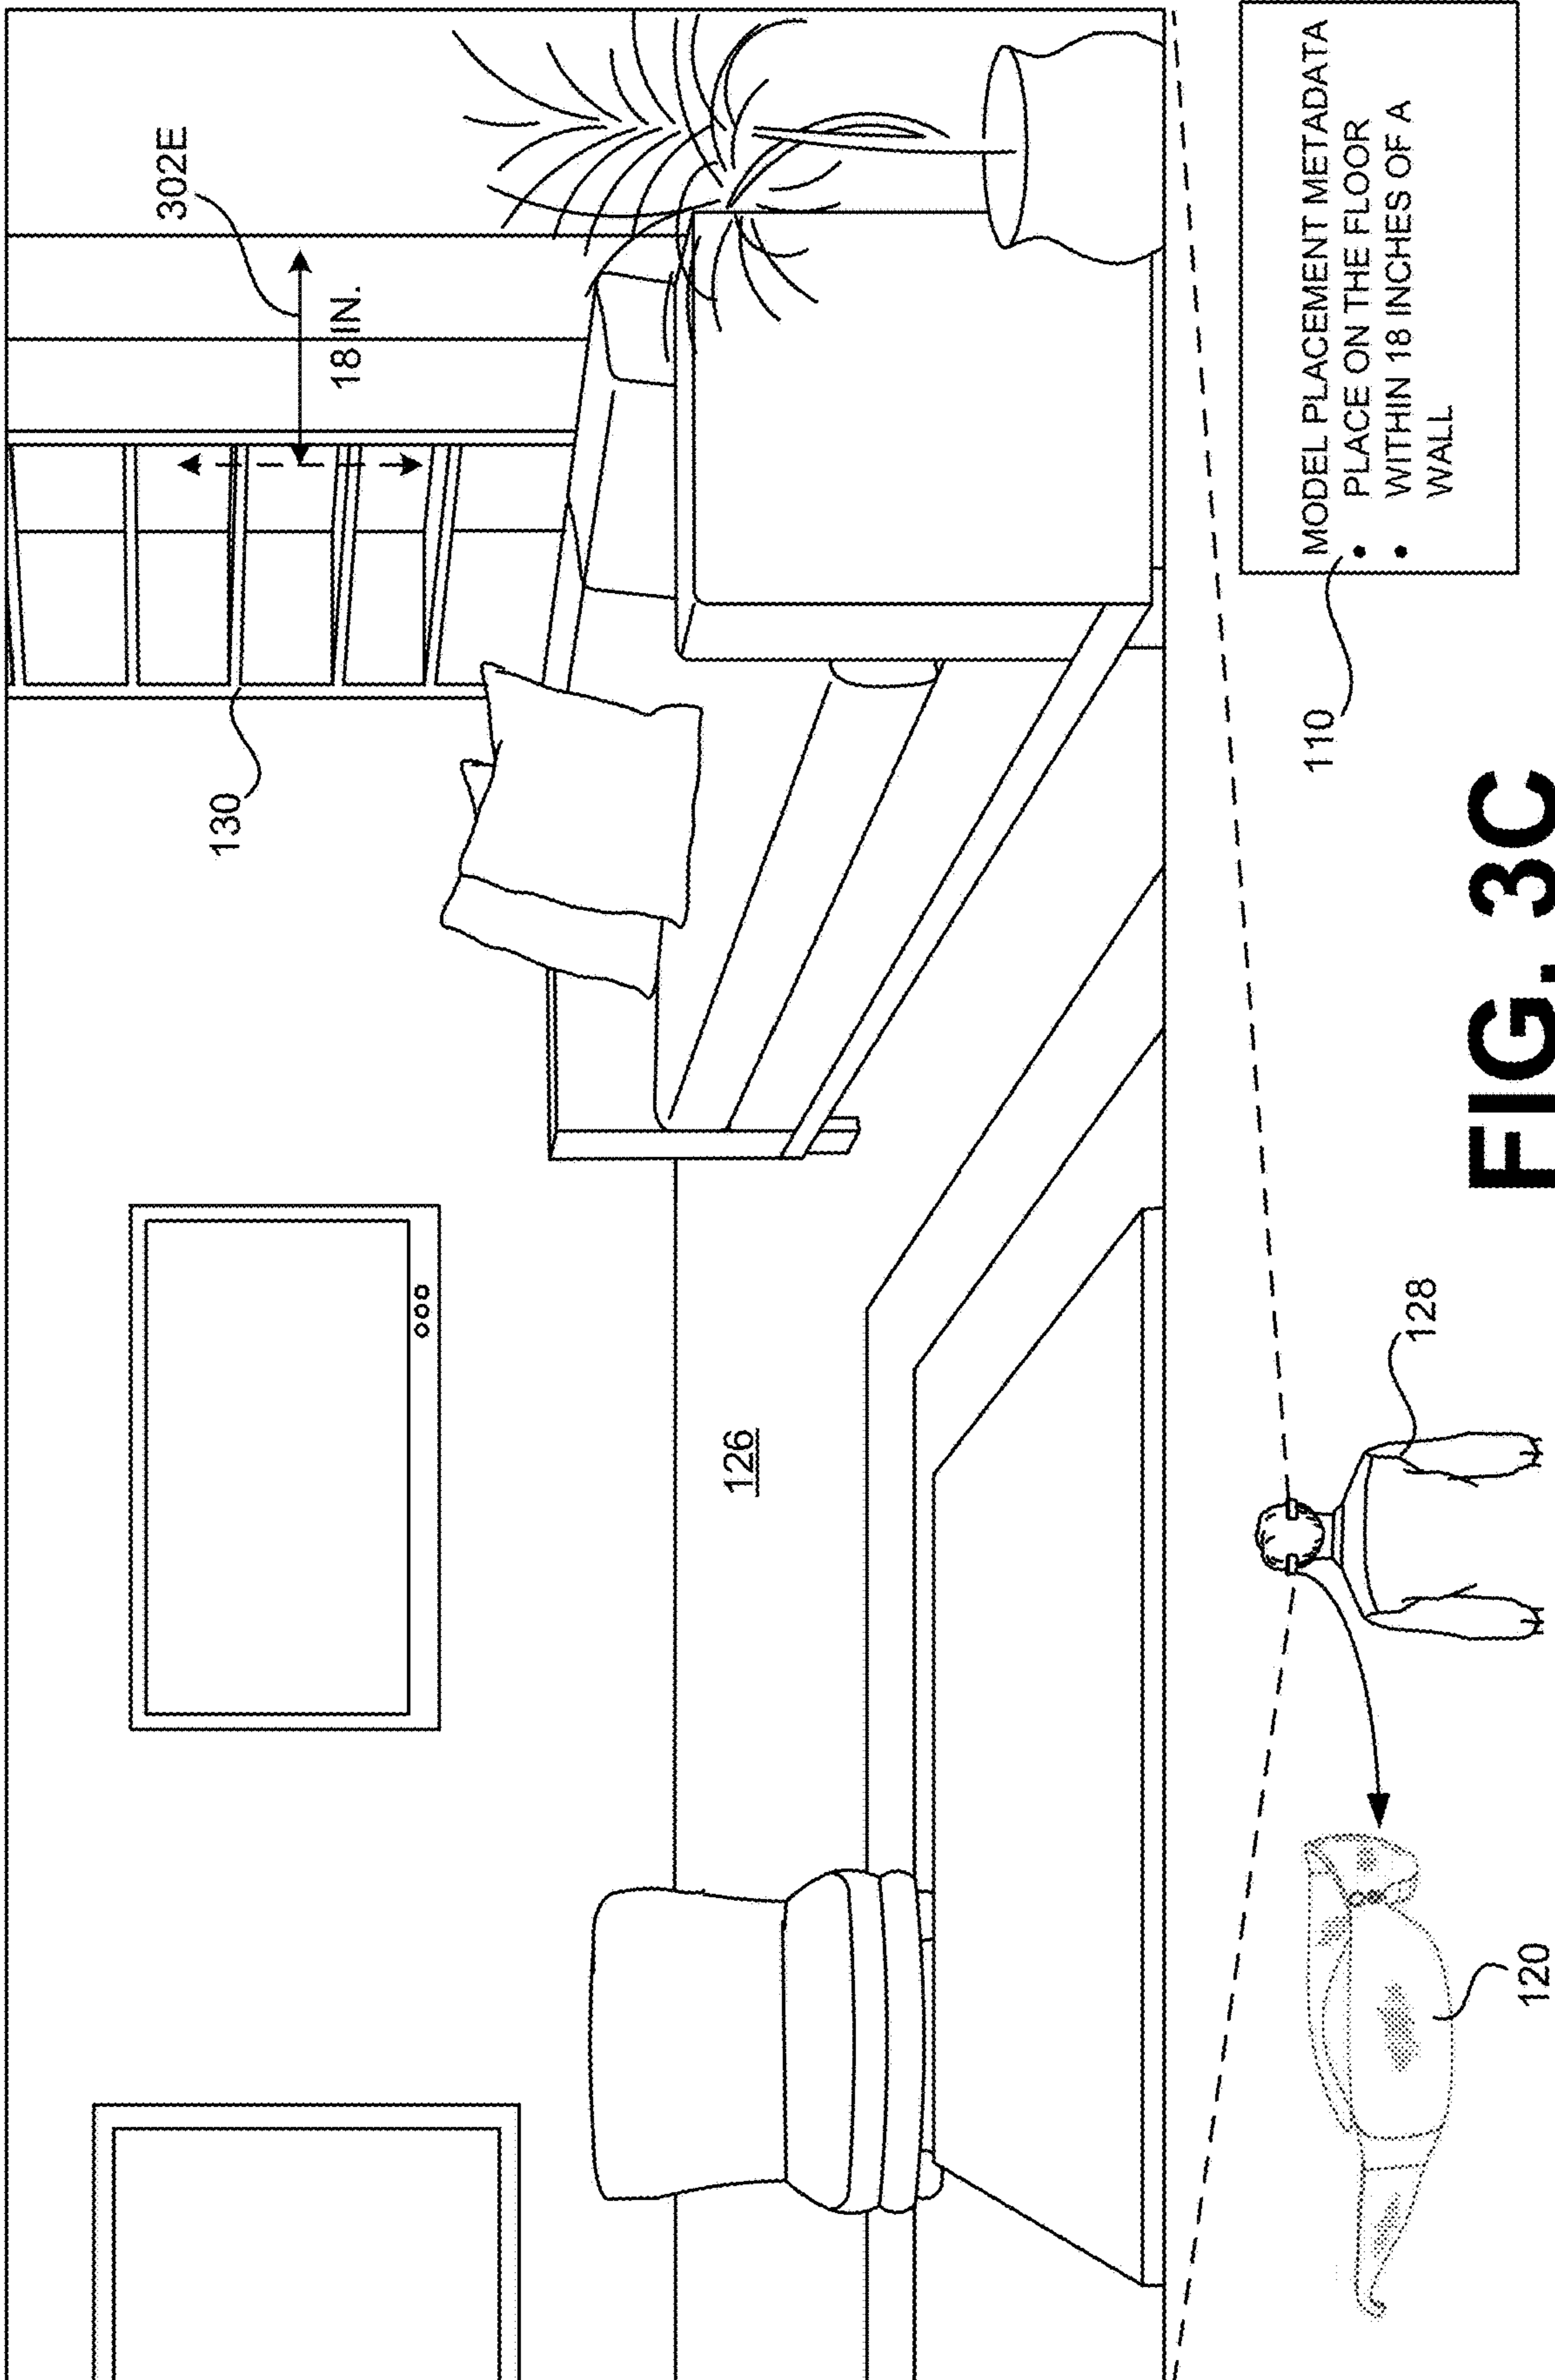 302E
18 IN.
130
126
MODEL PLACEMENT METADATA
• PLACE ON THE FLOOR
• WITHIN 18 INCHES OF A
WALL
110
128
120
FIG. 3C